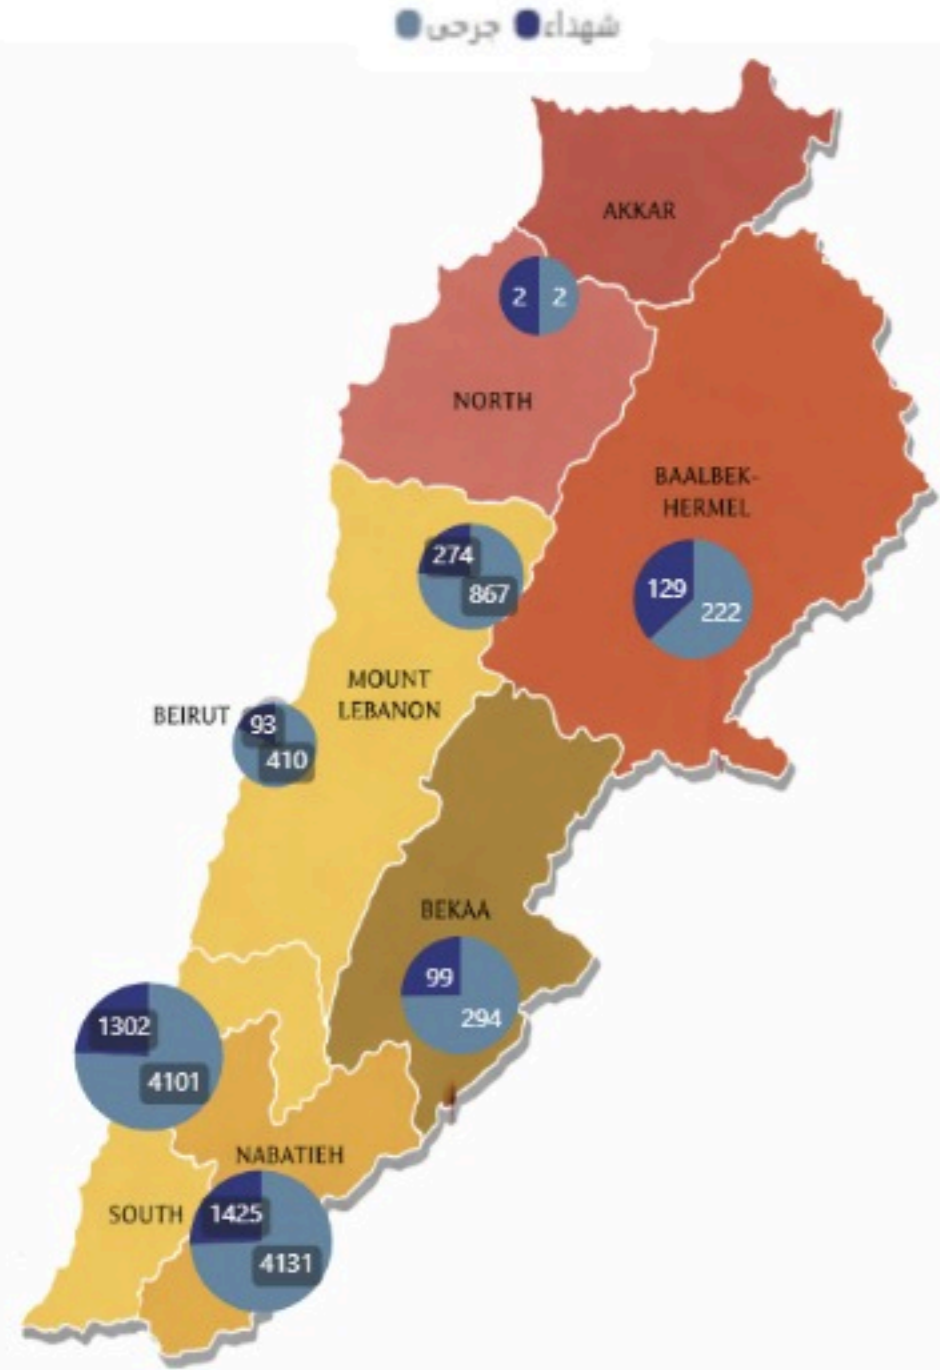 شهداء جرحى
AKKAR
2 2
NORTH
BAALBEK-
HERMEL
129
222
274
867
MOUNT
LEBANON
BEIRUT
93
410
BEKAA
99
294
1302
4101
NABATIEH
SOUTH
1425
4131